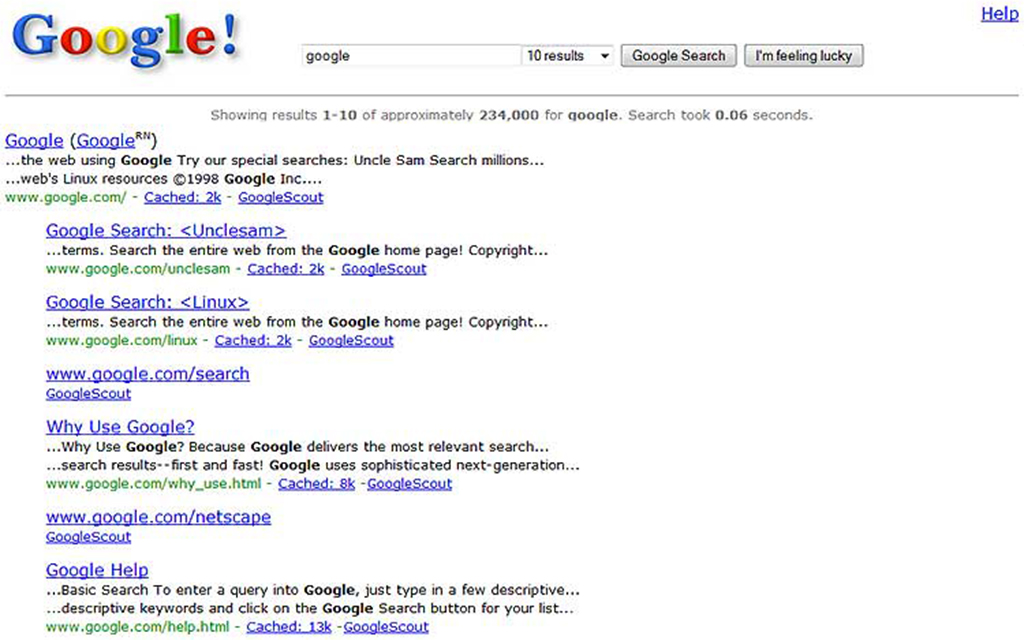 Help
Google!
google 10 results Google Search I'm feeling lucky
Showing results 1-10 of approximately 234,000 for google. Search took 0.06 seconds.
Google (GoogleRN)
...the web using Google Try our special searches: Uncle Sam Search millions...
...web's Linux resources ©1998 Google Inc....
www.google.com/ - Cached: 2k - GoogleScout
Google Search: <Unclesam>
...terms. Search the entire web from the Google home page! Copyright...
www.google.com/unclesam - Cached: 2k - GoogleScout
Google Search: <Linux>
...terms. Search the entire web from the Google home page! Copyright...
www.google.com/linux - Cached: 2k - GoogleScout
www.google.com/search
GoogleScout
Why Use Google?
...Why Use Google? Because Google delivers the most relevant search...
...search results--first and fast! Google uses sophisticated next-generation...
www.google.com/why_use.html - Cached: 8k -GoogleScout
www.google.com/netscape
GoogleScout
Google Help
...Basic Search To enter a query into Google, just type in a few descriptive...
...descriptive keywords and click on the Google Search button for your list...
www.google.com/help.html - Cached: 13k -GoogleScout